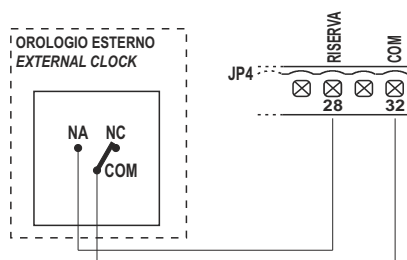 OROLOGIO ESTERNO
EXTERNAL CLOCK
NA NC
COM
RISERVA
COM
JP4
28 32